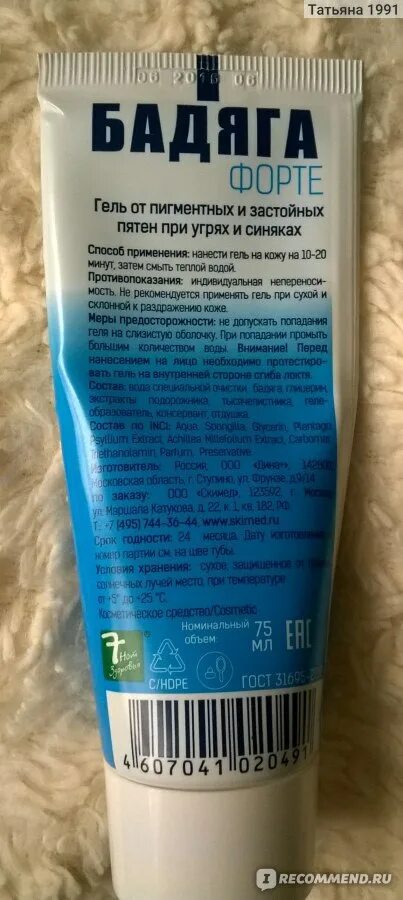 Татьяна 1991
06 2016 06
БАДЯГА
ФОРТЕ
Гель от пигментных и застойных
пятен при угрях и синяках
Способ применения: нанести гель на кожу на 10-20
минут, затем смыть теплой водой.
Противопоказания: индивидуальная непереноси-
мость. Не рекомендуется применять гель при сухой и
склонной к раздражению коже.
Меры предосторожности: не допускать попадания
геля на слизистую оболочку. При попадании промыть
большим количеством воды. Внимание! Перед
нанесением на лицо необходимо протестиро-
вать гель на внутренней стороне сгиба локтя.
Состав: вода специальной очистки, бадяга, глицерин,
экстракты подорожника, тысячелистника, геле-
образователь, консервант отдушка.
Состав по INCI: Aqua, Spongilla, Glycerin, Plantago
Psyllium Extract, Achillea Millefolium Extract, Carbomer,
Triethanolamin, Parfum, Preservative.
Изготовитель: Россия, ООО «Дина+», 142800,
Московская область, г. Ступино, ул. Фрунзе, д.9/14
по заказу: ООО «Скимед», 123592, г. Москва
ул. Маршала Катукова, д. 22, к. 1, кв. 182, РФ.
Т.: +7 (495) 744-36-44, www.skimed.ru
Срок годности: 24 месяца. Дату изготовления
номер партии см. на шве тубы.
Условия хранения: сухое, защищенное от
солнечных лучей место, при температуре
от +5° до +25 °С.
Косметическое средство/Cosmetic
7
Нот
Здоровья
C/HDPE
Номинальный
объем:
75
МЛ
EAC
ГОСТ 31695-
4 607041 020491
IRECOMMEND.RU